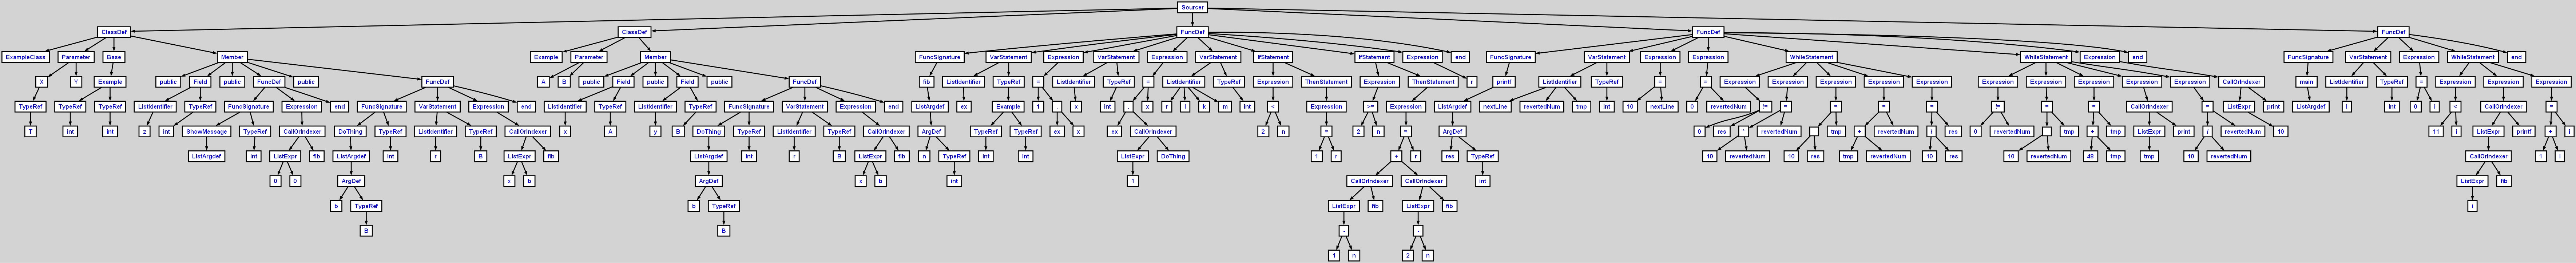 Sourcer
ClassDef ClassDef FuncDef FuncDef FuncDef
ExampleClass Parameter Base Member Example Parameter Member FuncSignature VarStatement Expression VarStatement Expression VarStatement IfStatement IfStatement Expression end FuncSignature VarStatement Expression Expression WhileStatement WhileStatement Expression end FuncSignature VarStatement Expression WhileStatement end
X Y Example public Field public FuncDef public FuncDef A B public Field Field public FuncDef fib ListIdentifier TypeRef = ListIdentifier TypeRef = ListIdentifier TypeRef Expression ThenStatement Expression ThenStatement r printf ListIdentifier TypeRef = = Expression Expression Expression Expression Expression Expression Expression Expression Expression Expression CallOrIndexer main ListIdentifier TypeRef = Expression Expression Expression
TypeRef TypeRef TypeRef ListIdentifier TypeRef FuncSignature Expression end FuncSignature VarStatement Expression end ListIdentifier TypeRef ListIdentifier TypeRef FuncSignature VarStatement Expression end ListArgdef ex Example 1 . x int . x r l k m int < Expression >= Expression ListArgdef nextLine revertedNum tmp int 10 nextLine 0 revertedNum != = = = = != = = CallOrIndexer = ListExpr print ListArgdef i int 0 i < CallOrIndexer =
T int int z int ShowMessage TypeRef CallOrIndexer DoThing TypeRef ListIdentifier TypeRef CallOrIndexer x A y B DoThing TypeRef ListIdentifier TypeRef CallOrIndexer ArgDef TypeRef TypeRef ex x ex CallOrIndexer 2 n = 2 n = ArgDef 0 res * revertedNum tmp + revertedNum / res 0 revertedNum tmp + tmp ListExpr print / revertedNum 10 11 i ListExpr printf + i
ListArgdef int ListExpr fib ListArgdef int r B ListExpr fib ListArgdef int r B ListExpr fib n TypeRef int int ListExpr DoThing 1 r + r res TypeRef 10 revertedNum 10 res tmp revertedNum 10 res 10 revertedNum 48 tmp tmp 10 revertedNum CallOrIndexer 1 i
0 0 ArgDef x b ArgDef x b int 1 CallOrIndexer CallOrIndexer int ListExpr fib
b TypeRef b TypeRef ListExpr fib ListExpr fib i
B B - -
1 n 2 n